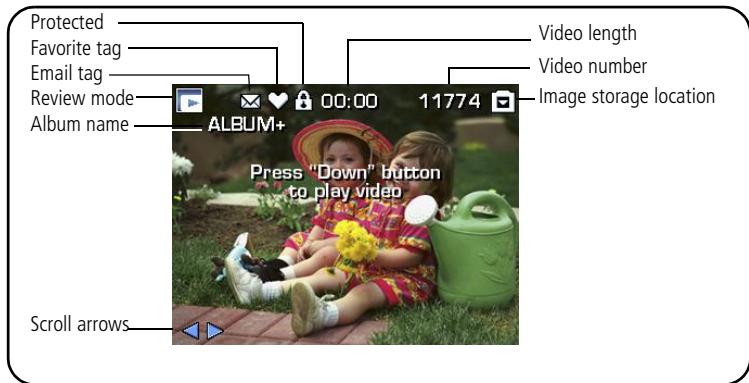 Protected
Favorite tag
Email tag
Review mode
Album name
Video length
Video number
Image storage location
00:00
11774
ALBUM+
Press "Down" button
to play video
Scroll arrows